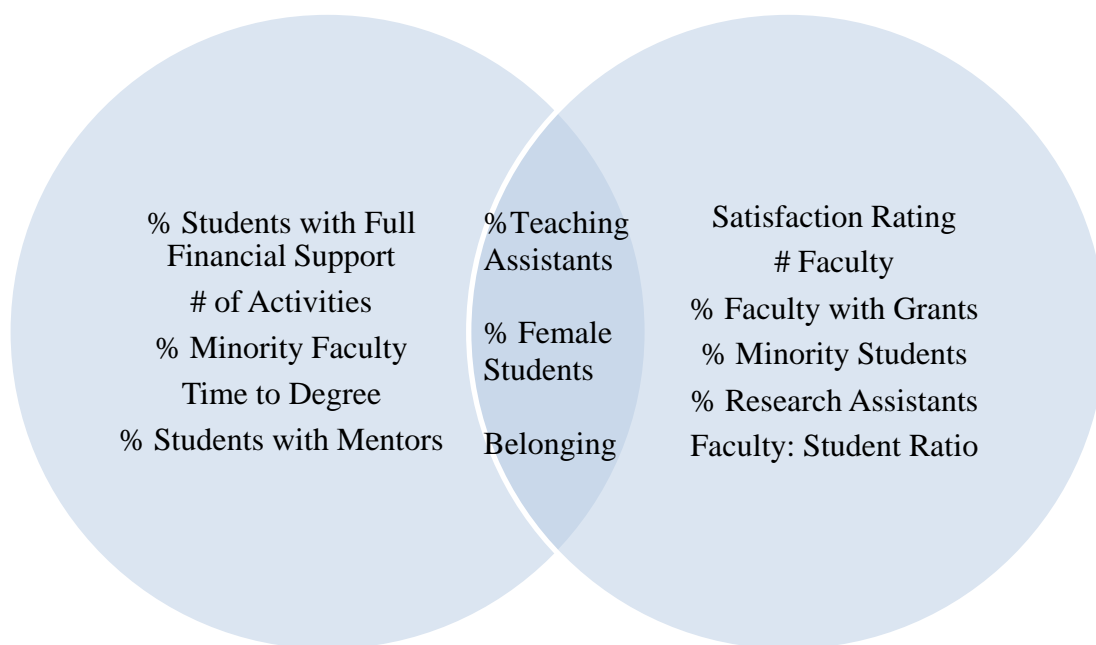 % Students with Full
Financial Support
# of Activities
% Minority Faculty
Time to Degree
% Students with Mentors
%Teaching
Assistants
% Female
Students
Belonging
Satisfaction Rating
# Faculty
% Faculty with Grants
% Minority Students
% Research Assistants
Faculty: Student Ratio